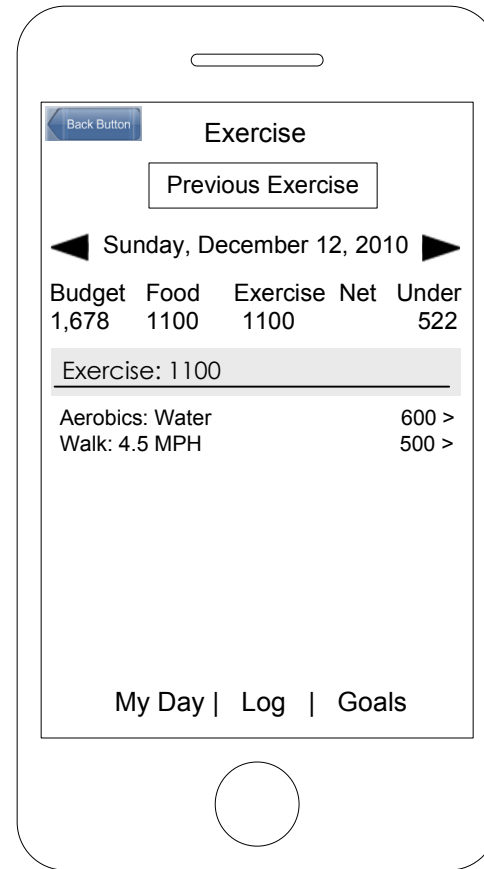 Back Button
Exercise
Previous Exercise
Sunday, December 12, 2010
Budget Food Exercise Net Under
1,678 1100 1100 522
Exercise: 1100
Aerobics: Water 600 >
Walk: 4.5 MPH 500 >
My Day | Log | Goals